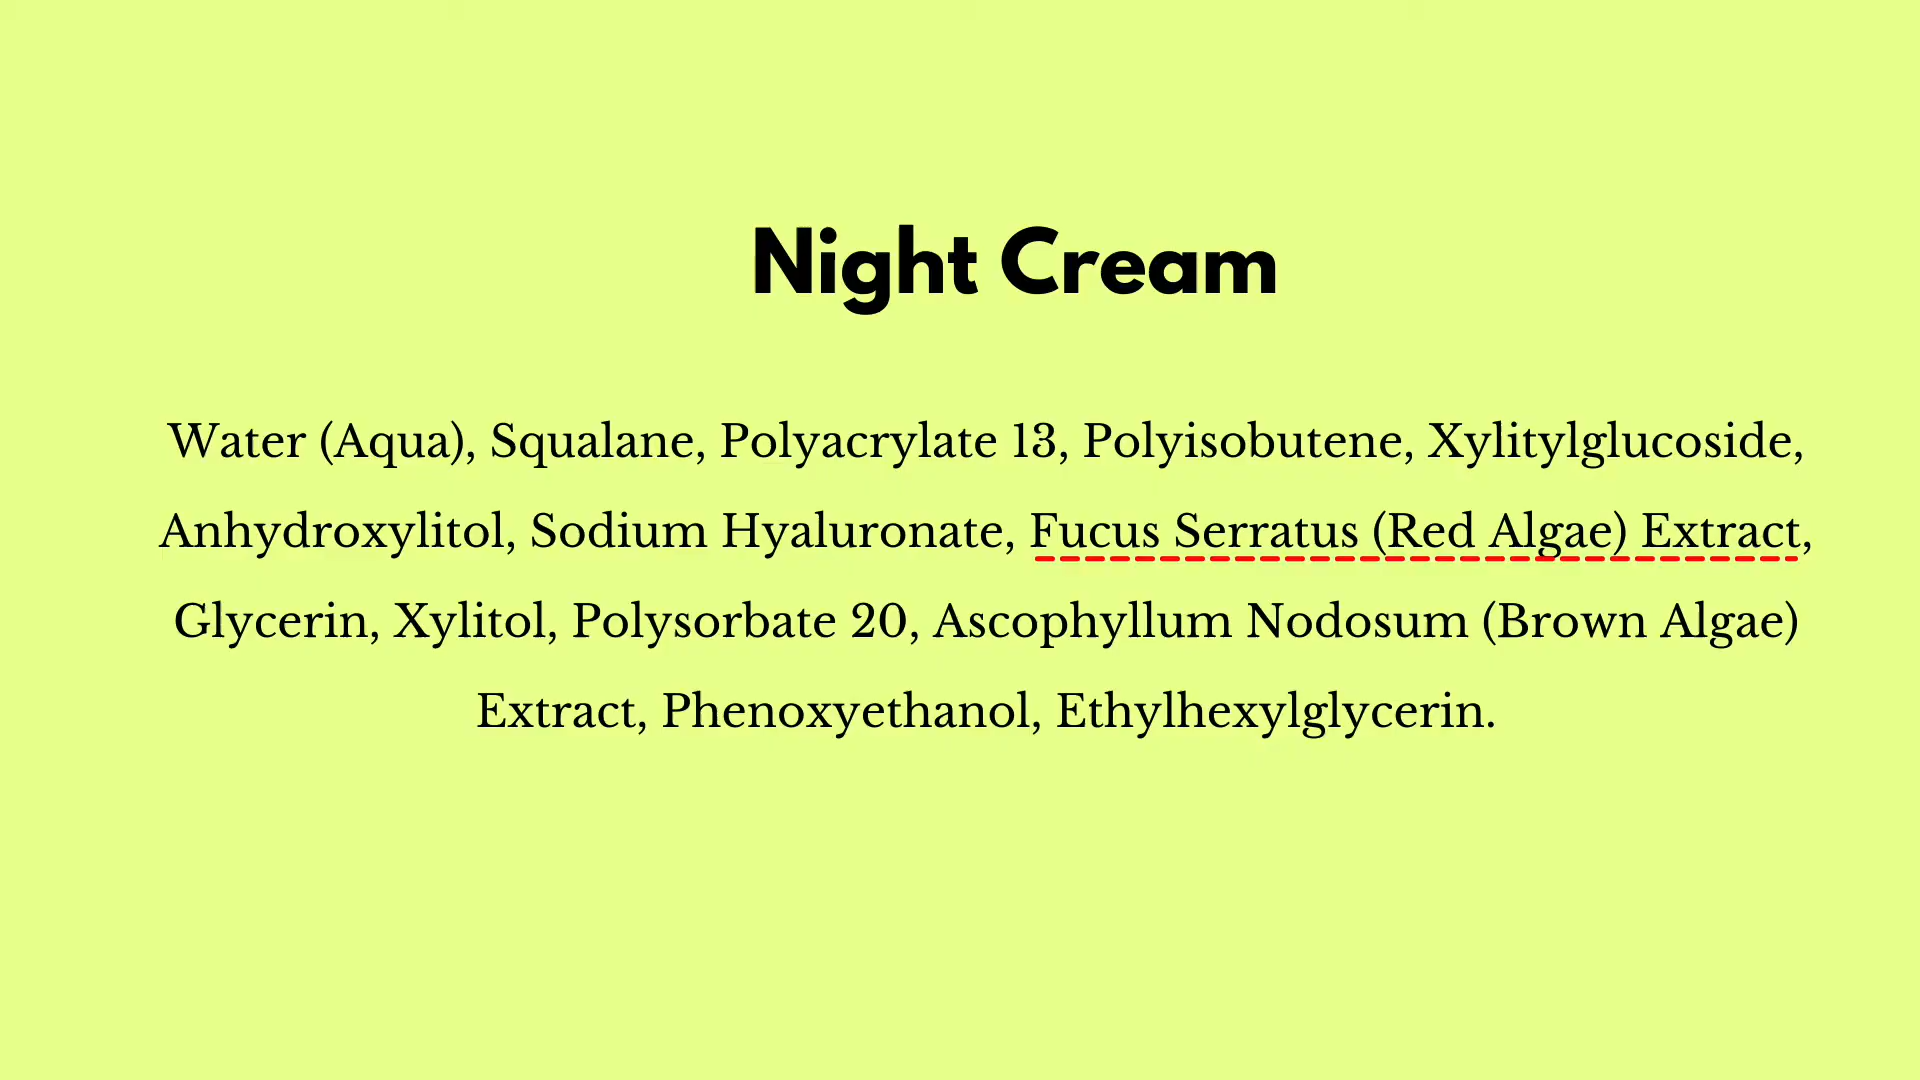 Night Cream
Water (Aqua), Squalane, Polyacrylate 13, Polyisobutene, Xylitylglucoside,
Anhydroxylitol, Sodium Hyaluronate, Fucus Serratus (Red Algae) Extract,
Glycerin, Xylitol, Polysorbate 20, Ascophyllum Nodosum (Brown Algae)
Extract, Phenoxyethanol, Ethylhexylglycerin.